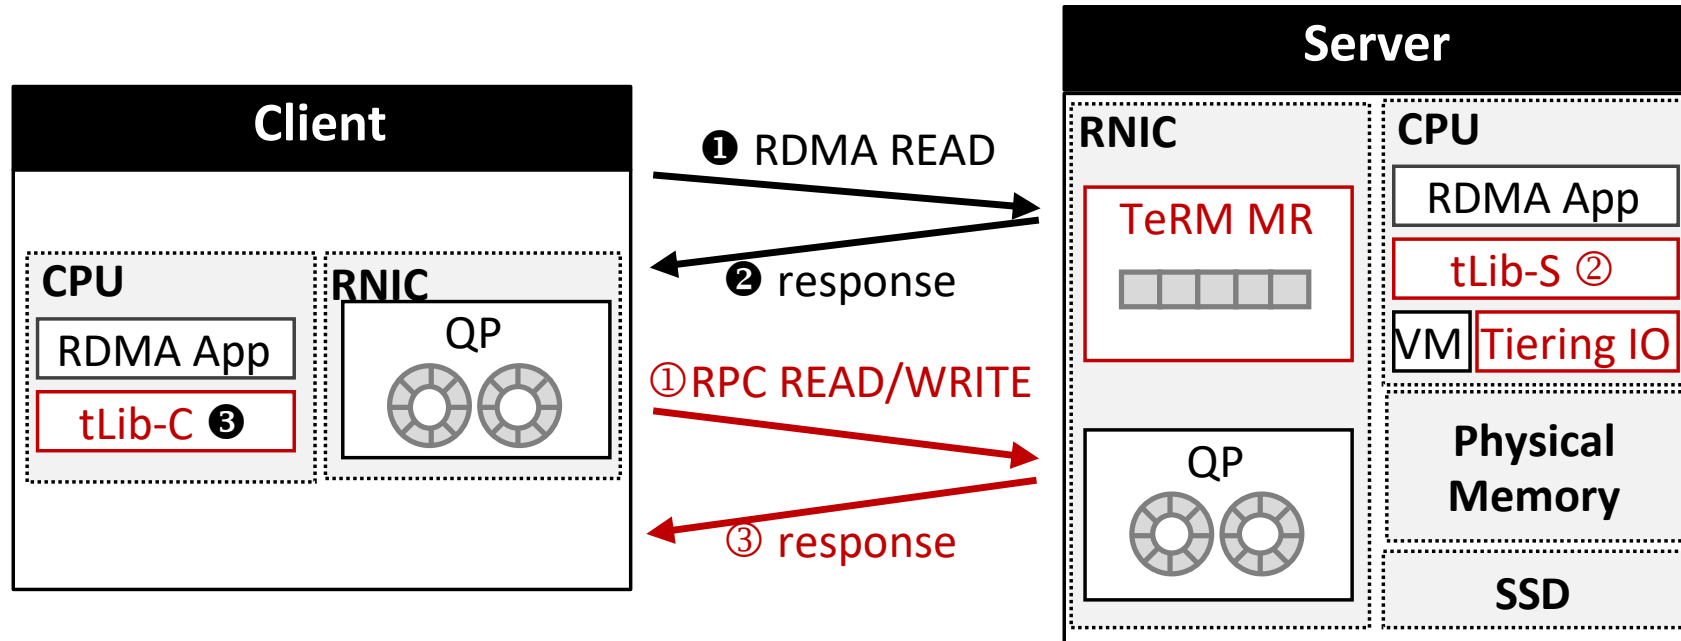 Client
CPU
RDMA App
tLib-C ❸
RNIC
QP
❶ RDMA READ
❷ response
①RPC READ/WRITE
③ response
Server
RNIC
TeRM MR
QP
CPU
RDMA App
tLib-S ②
VM
Tiering IO
Physical
Memory
SSD